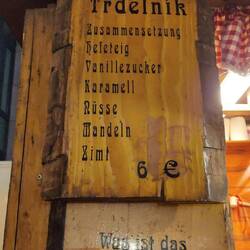 Trdelnik
Zusammensetzung
Hefeteig
Vanillezucker
Karamell
Nüsse
Mandeln
Zimt
6 €
Was ist das